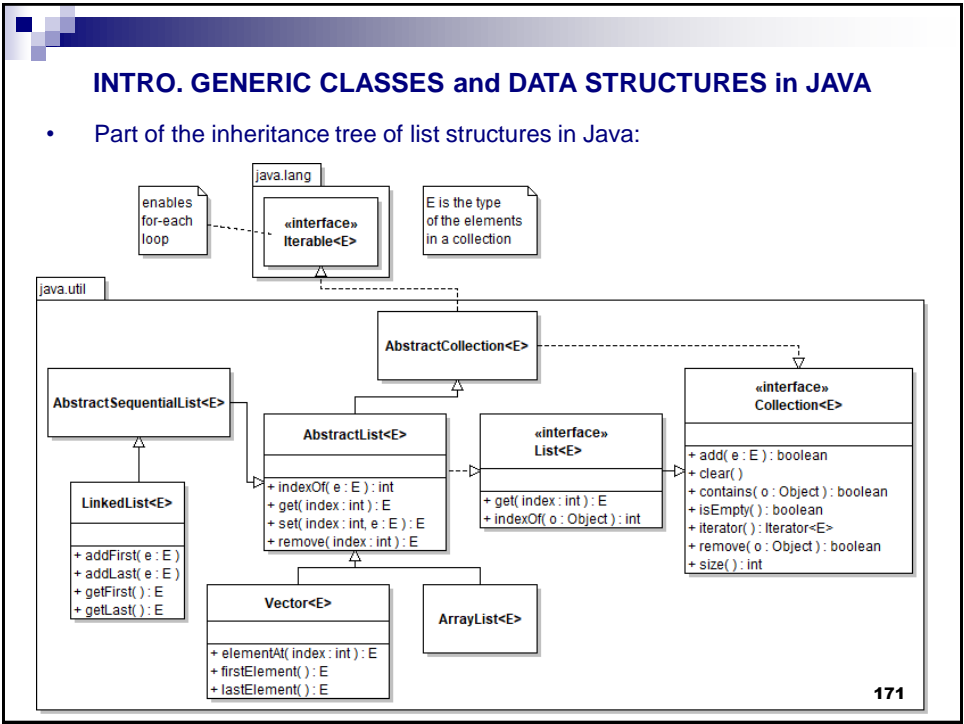 INTRO. GENERIC CLASSES and DATA STRUCTURES in JAVA
• Part of the inheritance tree of list structures in Java:
java.lang
enables
for-each
loop
«interface»
Iterable<E>
E is the type
of the elements
in a collection
java.util
AbstractCollection<E>
AbstractSequentialList<E>
«interface»
Collection<E>
+ add( e : E ) : boolean
+ clear( )
+ contains( o : Object ) : boolean
+ isEmpty( ) : boolean
+ iterator( ) : Iterator<E>
+ remove( o : Object ) : boolean
+ size( ) : int
AbstractList<E>
+ indexOf( e : E ) : int
+ get( index : int ) : E
+ set( index : int, e : E ) : E
+ remove( index : int ) : E
«interface»
List<E>
+ get( index : int ) : E
+ indexOf( o : Object ) : int
LinkedList<E>
+ addFirst( e : E )
+ addLast( e : E )
+ getFirst( ) : E
+ getLast( ) : E
Vector<E>
+ elementAt( index : int ) : E
+ firstElement( ) : E
+ lastElement( ) : E
ArrayList<E>
171